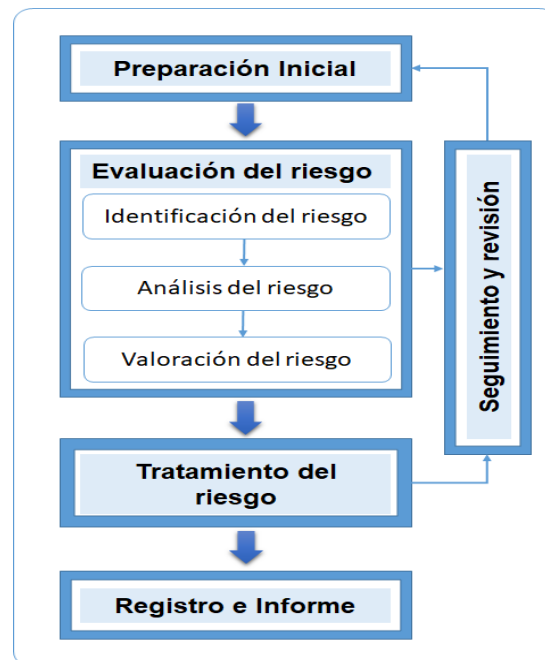 Preparación Inicial
Evaluación del riesgo
Identificación del riesgo
Análisis del riesgo
Valoración del riesgo
Seguimiento y revisión
Tratamiento del
riesgo
Registro e Informe